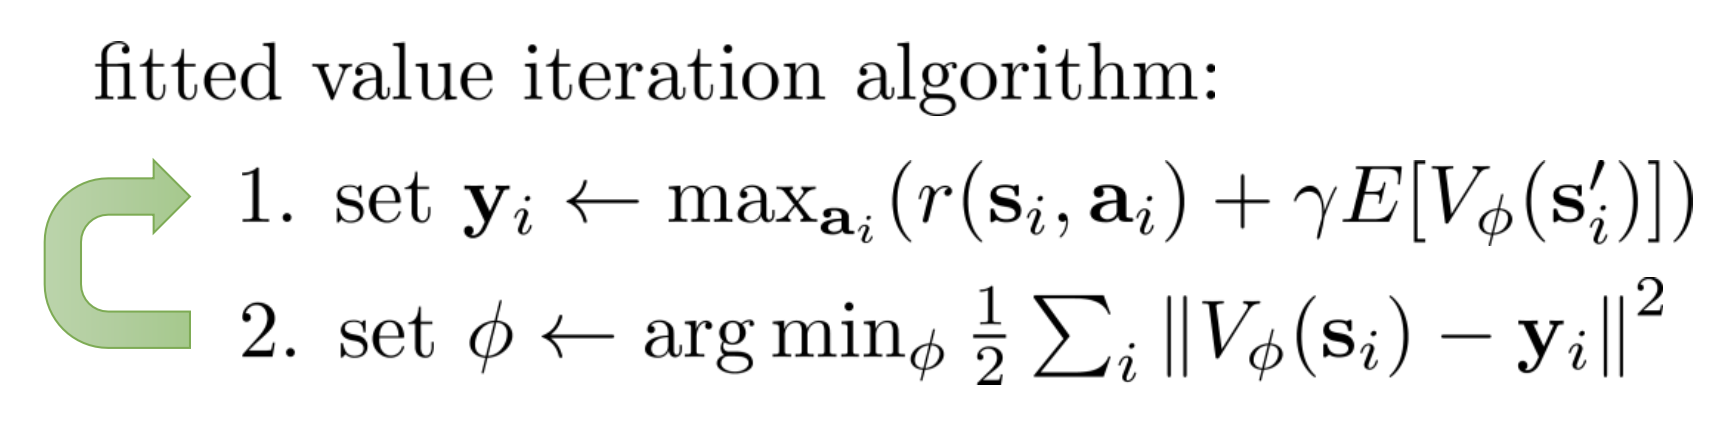 fitted value iteration algorithm:
1. set $\mathbf{y}_i \leftarrow \max_{\mathbf{a}_i}(r(\mathbf{s}_i, \mathbf{a}_i) + \gamma E[V_\phi(\mathbf{s}_i')])$
2. set $\phi \leftarrow \arg\min_\phi \frac{1}{2} \sum_i \|V_\phi(\mathbf{s}_i) - \mathbf{y}_i\|^2$